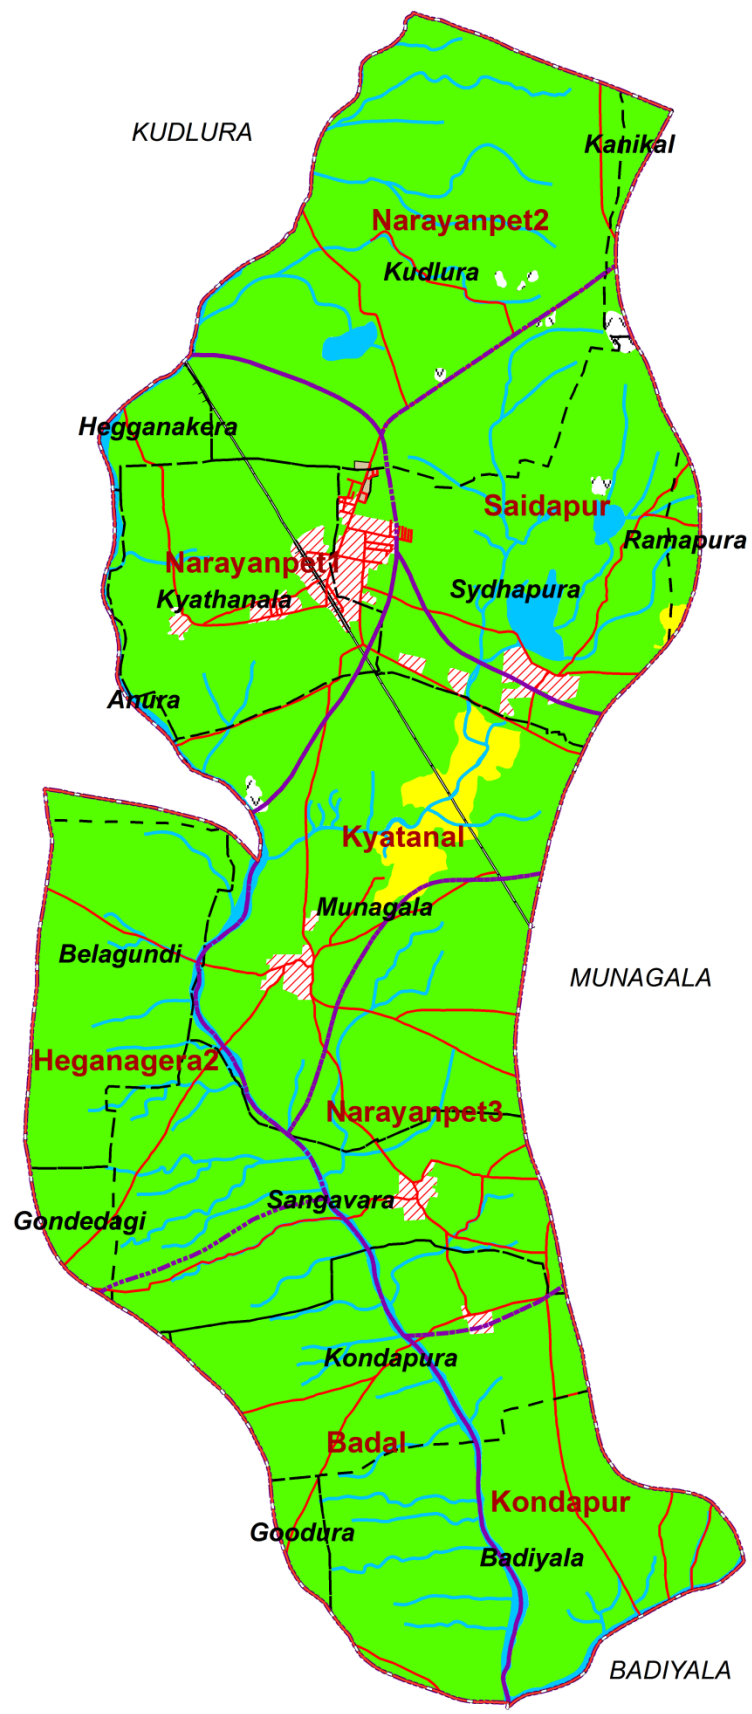 KUDLURA
Kanikal
Narayanpet2
Kudlura
Hegganakera
Saidapur
Ramapura
Narayanpet1
Sydhapura
Kyathanala
Anura
Kyatanal
Munagala
Belagundi
MUNAGALA
Heganagera2
Narayanpet3
Sangavara
Gondedagi
Kondapura
Badal
Kondapur
Goodura
Badiyala
BADIYALA